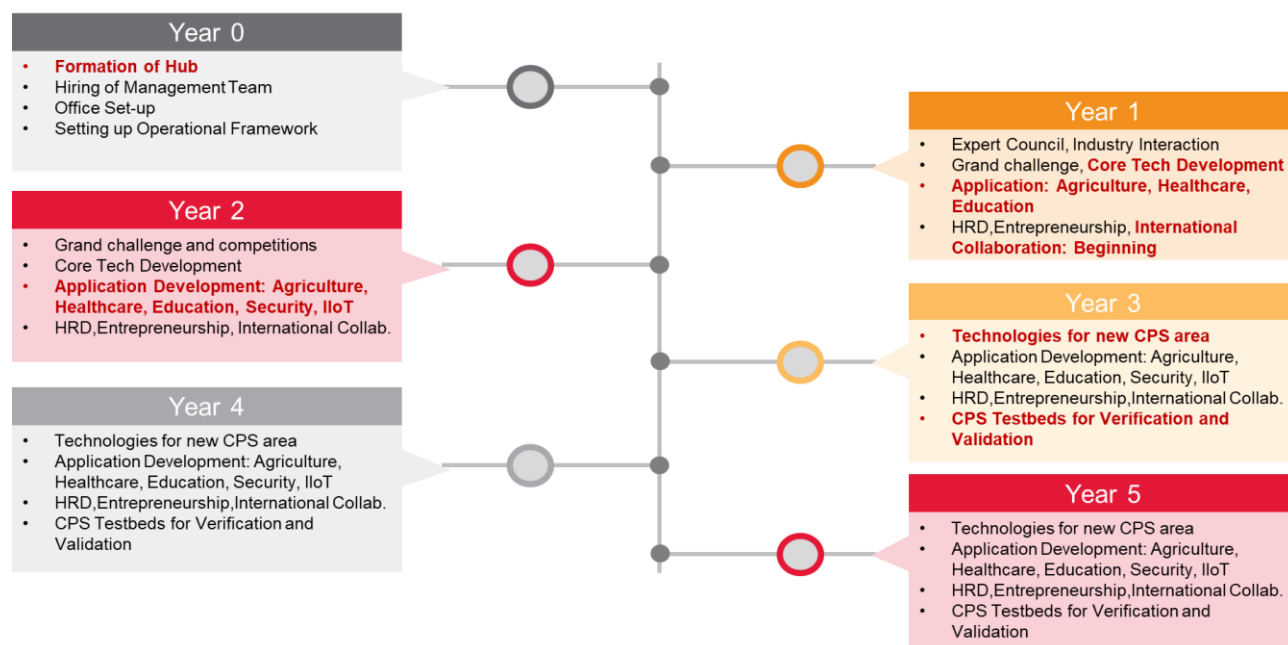 Year 0
• Formation of Hub
• Hiring of Management Team
• Office Set-up
• Setting up Operational Framework
Year 1
• Expert Council, Industry Interaction
• Grand challenge, Core Tech Development
• Application: Agriculture, Healthcare,
Education
• HRD,Entrepreneurship, International
Collaboration: Beginning
Year 2
• Grand challenge and competitions
• Core Tech Development
• Application Development: Agriculture,
Healthcare, Education, Security, IIoT
• HRD,Entrepreneurship, International Collab.
Year 3
• Technologies for new CPS area
• Application Development: Agriculture,
Healthcare, Education, Security, IIoT
• HRD,Entrepreneurship,International Collab.
• CPS Testbeds for Verification and
Validation
Year 4
• Technologies for new CPS area
• Application Development: Agriculture,
Healthcare, Education, Security, IIoT
• HRD,Entrepreneurship,International Collab.
• CPS Testbeds for Verification and
Validation
Year 5
• Technologies for new CPS area
• Application Development: Agriculture,
Healthcare, Education, Security, IIoT
• HRD,Entrepreneurship,International Collab.
• CPS Testbeds for Verification and
Validation